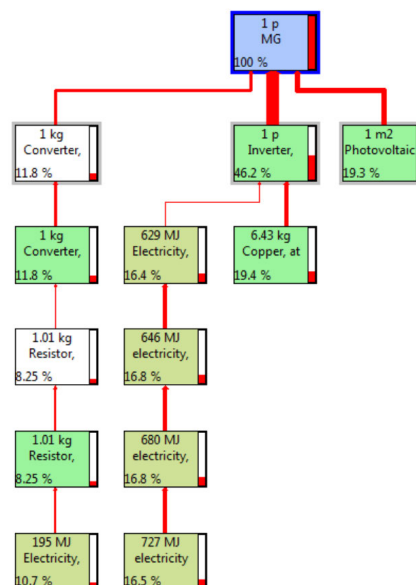 1 p
MG
100 %
1 kg
Converter,
11.8 %
1 p
Inverter,
46.2 %
1 m2
Photovoltaic
19.3 %
1 kg
Converter,
11.8 %
629 MJ
Electricity,
16.4 %
6.43 kg
Copper, at
19.4 %
1.01 kg
Resistor,
8.25 %
646 MJ
electricity,
16.8 %
1.01 kg
Resistor,
8.25 %
680 MJ
electricity,
16.8 %
195 MJ
Electricity,
10.7 %
727 MJ
electricity
16.5 %